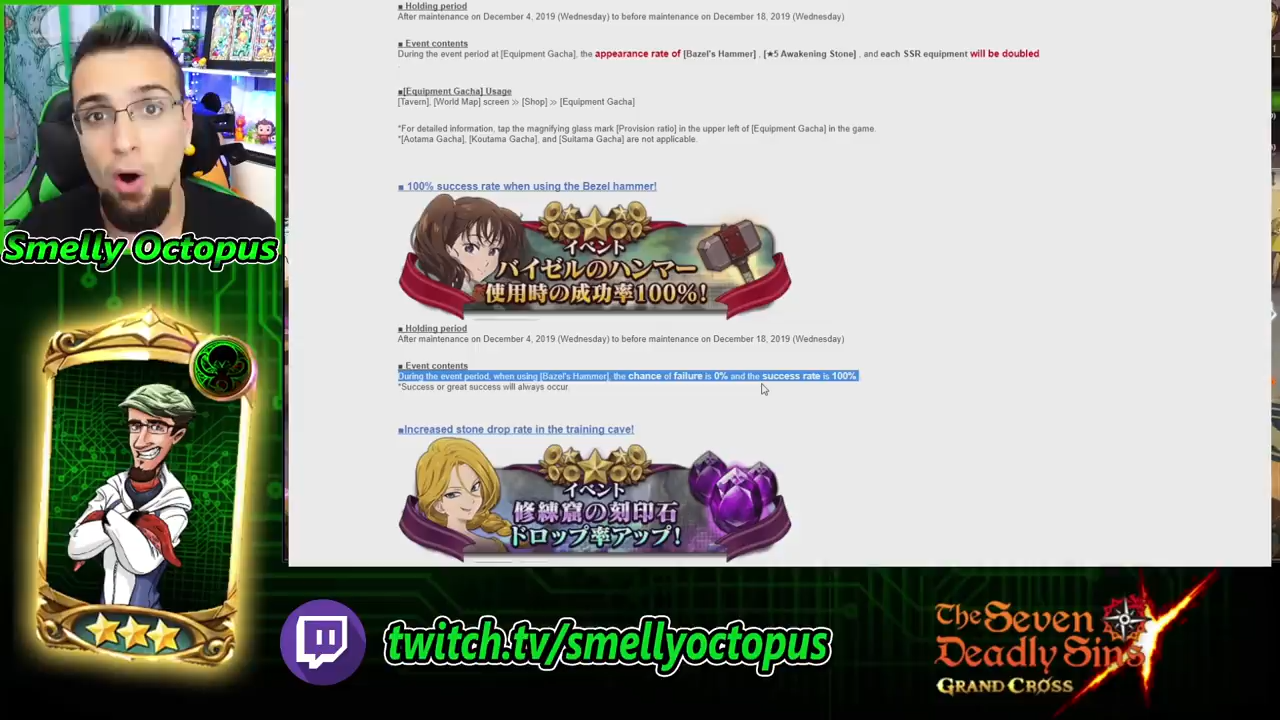 ■ Holding period
After maintenance on December 4, 2019 (Wednesday) to before maintenance on December 18, 2019 (Wednesday)
■ Event contents
During the event period at [Equipment Gacha], the appearance rate of [Bazel's Hammer] , [★5 Awakening Stone] , and each SSR equipment will be doubled
.
■[Equipment Gacha] Usage
[Tavern], [World Map] screen >> [Shop] >> [Equipment Gacha]
*For detailed information, tap the magnifying glass mark [Provision ratio] in the upper left of [Equipment Gacha] in the game.
*[Aotama Gacha], [Koutama Gacha], and [Suitama Gacha] are not applicable.
■ 100% success rate when using the Bezel hammer!
イベント
バイゼルのハンマー
使用時の成功率100%!
■ Holding period
After maintenance on December 4, 2019 (Wednesday) to before maintenance on December 18, 2019 (Wednesday)
■ Event contents
During the event period, when using [Bazel's Hammer], the chance of failure is 0% and the success rate is 100% .
*Success or great success will always occur.
■Increased stone drop rate in the training cave!
イベント
修練窟の刻印石
ドロップ率アップ!
Smelly Octopus
twitch.tv/smellyoctopus
The Seven
Deadly Sins
GRAND CROSS